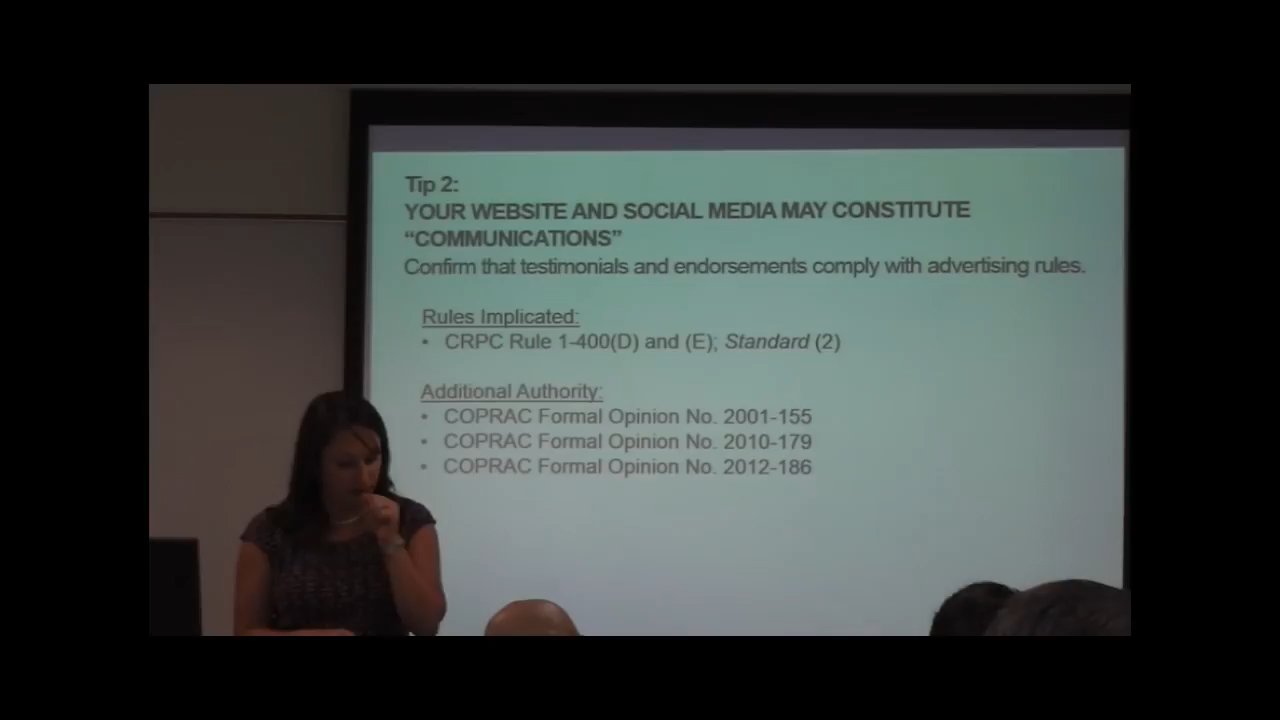 Tip 2:
YOUR WEBSITE AND SOCIAL MEDIA MAY CONSTITUTE
“COMMUNICATIONS”
Confirm that testimonials and endorsements comply with advertising rules.
Rules Implicated:
• CRPC Rule 1-400(D) and (E); Standard (2)
Additional Authority:
• COPRAC Formal Opinion No. 2001-155
• COPRAC Formal Opinion No. 2010-179
• COPRAC Formal Opinion No. 2012-186